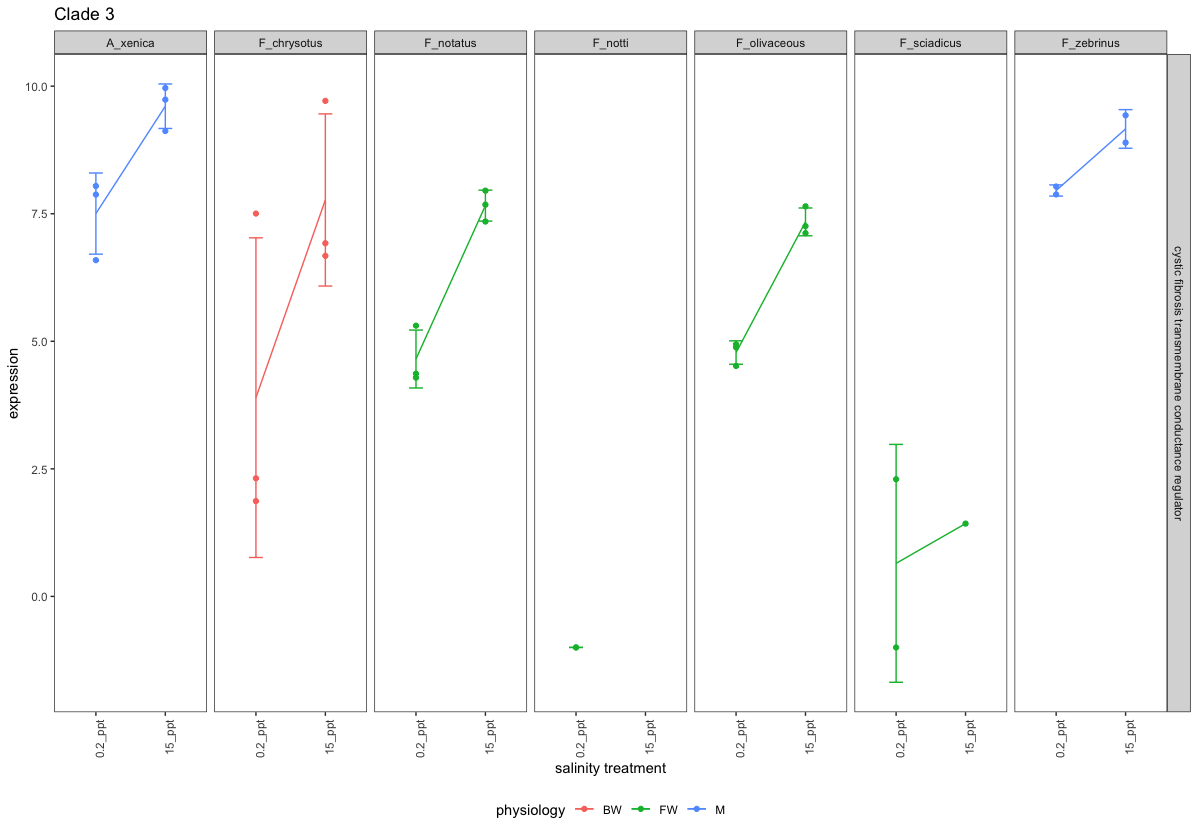 Clade 3
A_xenica
F_chrysotus
F_notatus
F_notti
F_olivaceous
F_sciadicus
F_zebrinus
10.0
7.5
5.0
2.5
0.0
expression
cystic fibrosis transmembrane conductance regulator
0.2_ppt
15_ppt
0.2_ppt
15_ppt
0.2_ppt
15_ppt
0.2_ppt
15_ppt
0.2_ppt
15_ppt
0.2_ppt
15_ppt
0.2_ppt
15_ppt
salinity treatment
physiology BW FW M